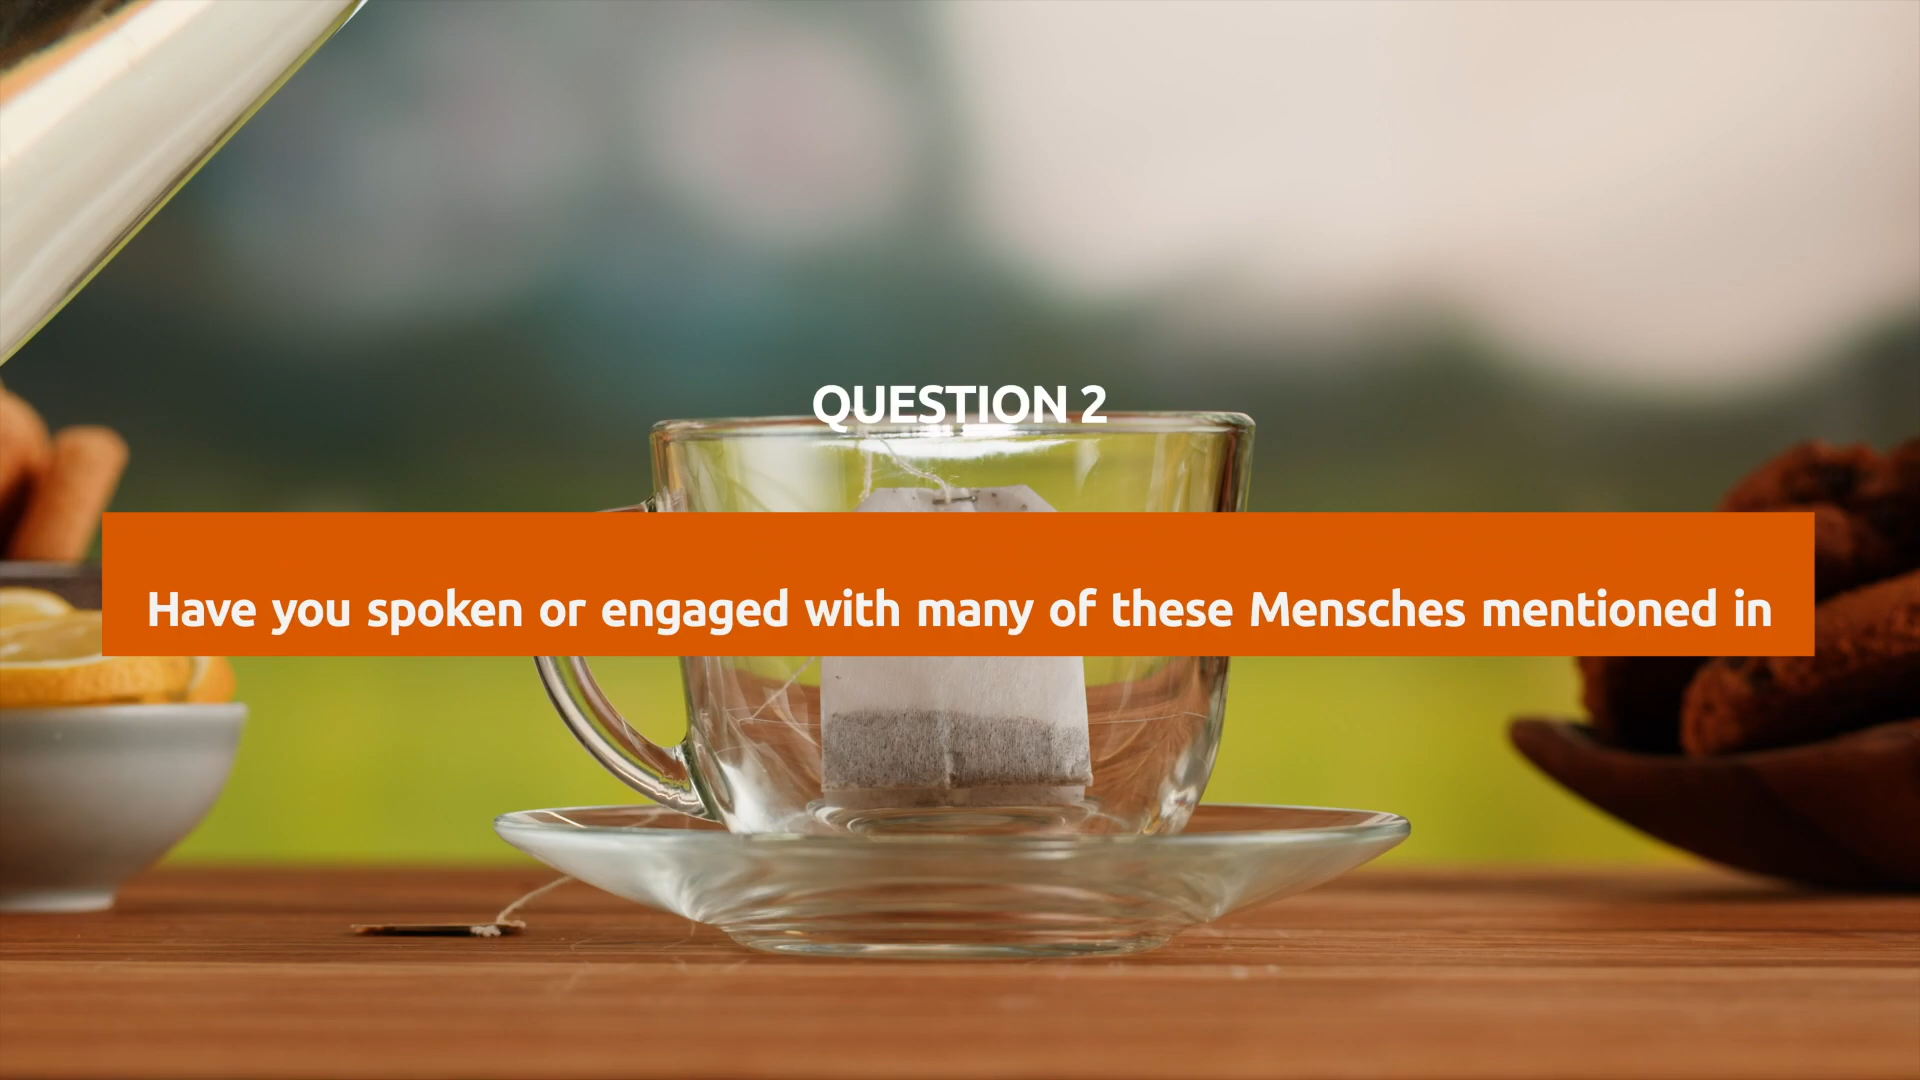 QUESTION 2
Have you spoken or engaged with many of these Mensches mentioned in